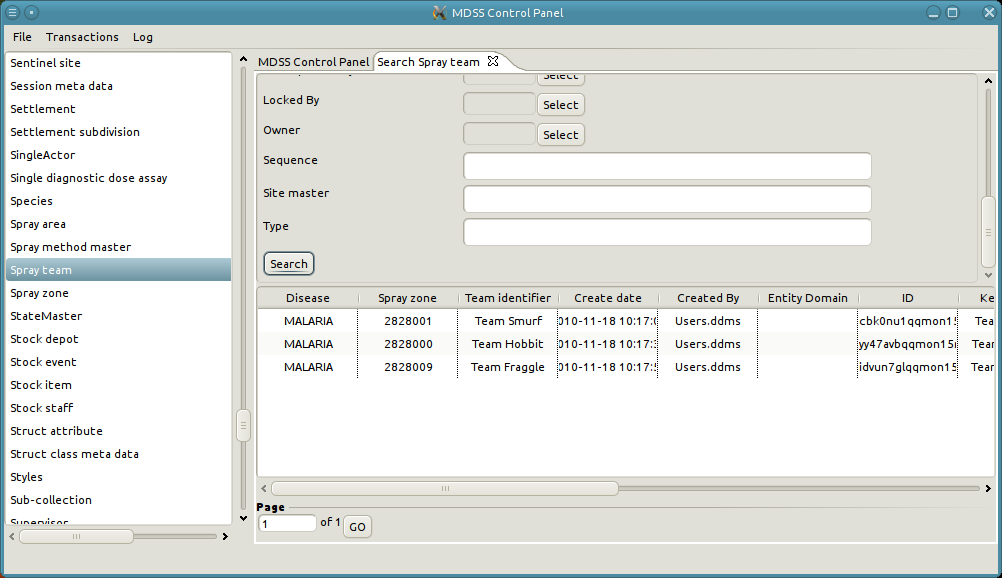 MDSS Control Panel
File Transactions Log
Sentinel site
Session meta data
Settlement
Settlement subdivision
SingleActor
Single diagnostic dose assay
Species
Spray area
Spray method master
Spray team
Spray zone
StateMaster
Stock depot
Stock event
Stock item
Stock staff
Struct attribute
Struct class meta data
Styles
Sub-collection
Supervisor
MDSS Control Panel Search Spray team
Select
Locked By Select
Owner Select
Sequence
Site master
Type
Search
Disease Spray zone Team identifier Create date Created By Entity Domain ID Ke
MALARIA 2828001 Team Smurf 010-11-18 10:17:0 Users.ddms cbk0nu1qqmon15 Tear
MALARIA 2828000 Team Hobbit 010-11-18 10:17: Users.ddms yy47avbqqmon15 Tear
MALARIA 2828009 Team Fraggle 010-11-18 10:17: Users.ddms idvun7glqqmon15 Tear
Page
1 of 1 GO